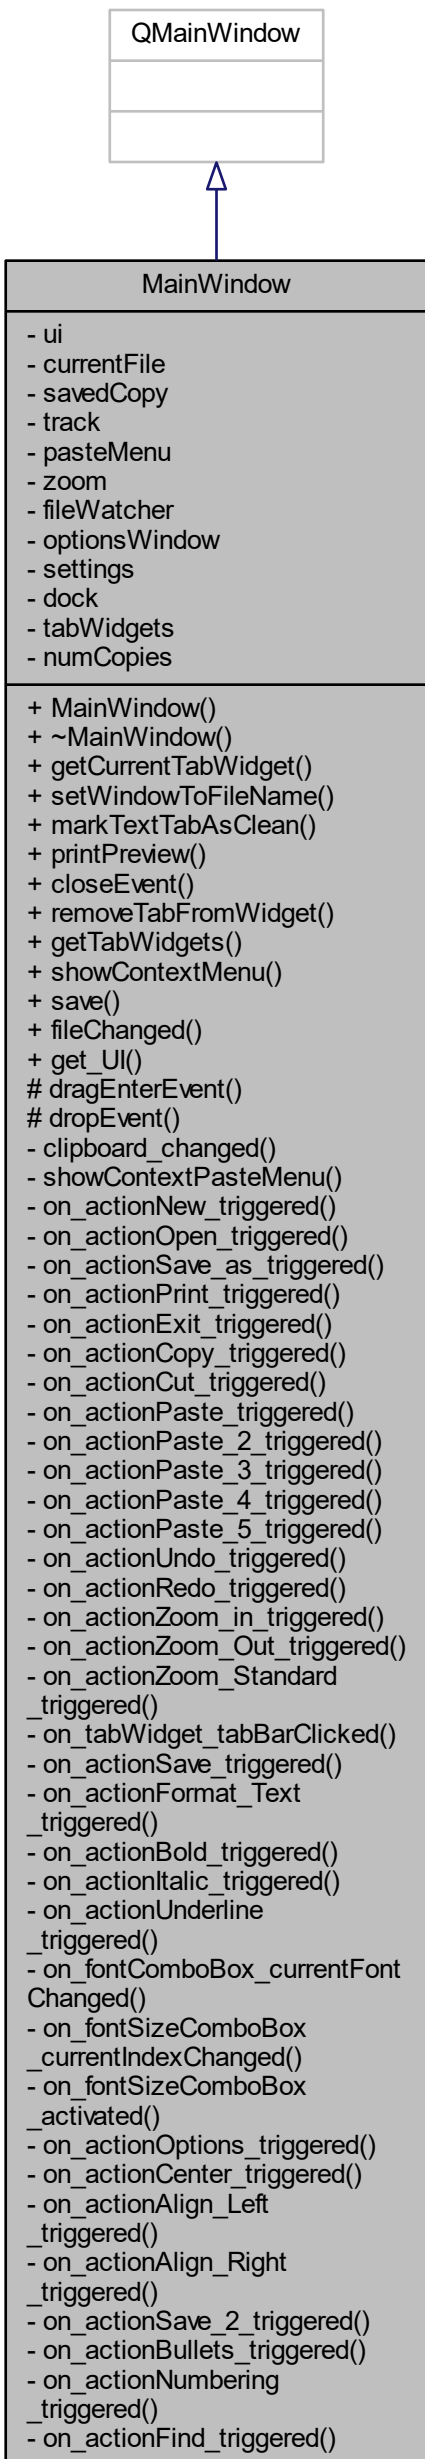 QMainWindow
MainWindow
- ui
- currentFile
- savedCopy
- track
- pasteMenu
- zoom
- fileWatcher
- optionsWindow
- settings
- dock
- tabWidgets
- numCopies
+ MainWindow()
+ ~MainWindow()
+ getCurrentTabWidget()
+ setWindowToFileName()
+ markTextTabAsClean()
+ printPreview()
+ closeEvent()
+ removeTabFromWidget()
+ getTabWidgets()
+ showContextMenu()
+ save()
+ fileChanged()
+ get_UI()
# dragEnterEvent()
# dropEvent()
- clipboard_changed()
- showContextPasteMenu()
- on_actionNew_triggered()
- on_actionOpen_triggered()
- on_actionSave_as_triggered()
- on_actionPrint_triggered()
- on_actionExit_triggered()
- on_actionCopy_triggered()
- on_actionCut_triggered()
- on_actionPaste_triggered()
- on_actionPaste_2_triggered()
- on_actionPaste_3_triggered()
- on_actionPaste_4_triggered()
- on_actionPaste_5_triggered()
- on_actionUndo_triggered()
- on_actionRedo_triggered()
- on_actionZoom_in_triggered()
- on_actionZoom_Out_triggered()
- on_actionZoom_Standard
_triggered()
- on_tabWidget_tabBarClicked()
- on_actionSave_triggered()
- on_actionFormat_Text
_triggered()
- on_actionBold_triggered()
- on_actionItalic_triggered()
- on_actionUnderline
_triggered()
- on_fontComboBox_currentFont
Changed()
- on_fontSizeComboBox
_currentIndexChanged()
- on_fontSizeComboBox
_activated()
- on_actionOptions_triggered()
- on_actionCenter_triggered()
- on_actionAlign_Left
_triggered()
- on_actionAlign_Right
_triggered()
- on_actionSave_2_triggered()
- on_actionBullets_triggered()
- on_actionNumbering
_triggered()
- on_actionFind_triggered()